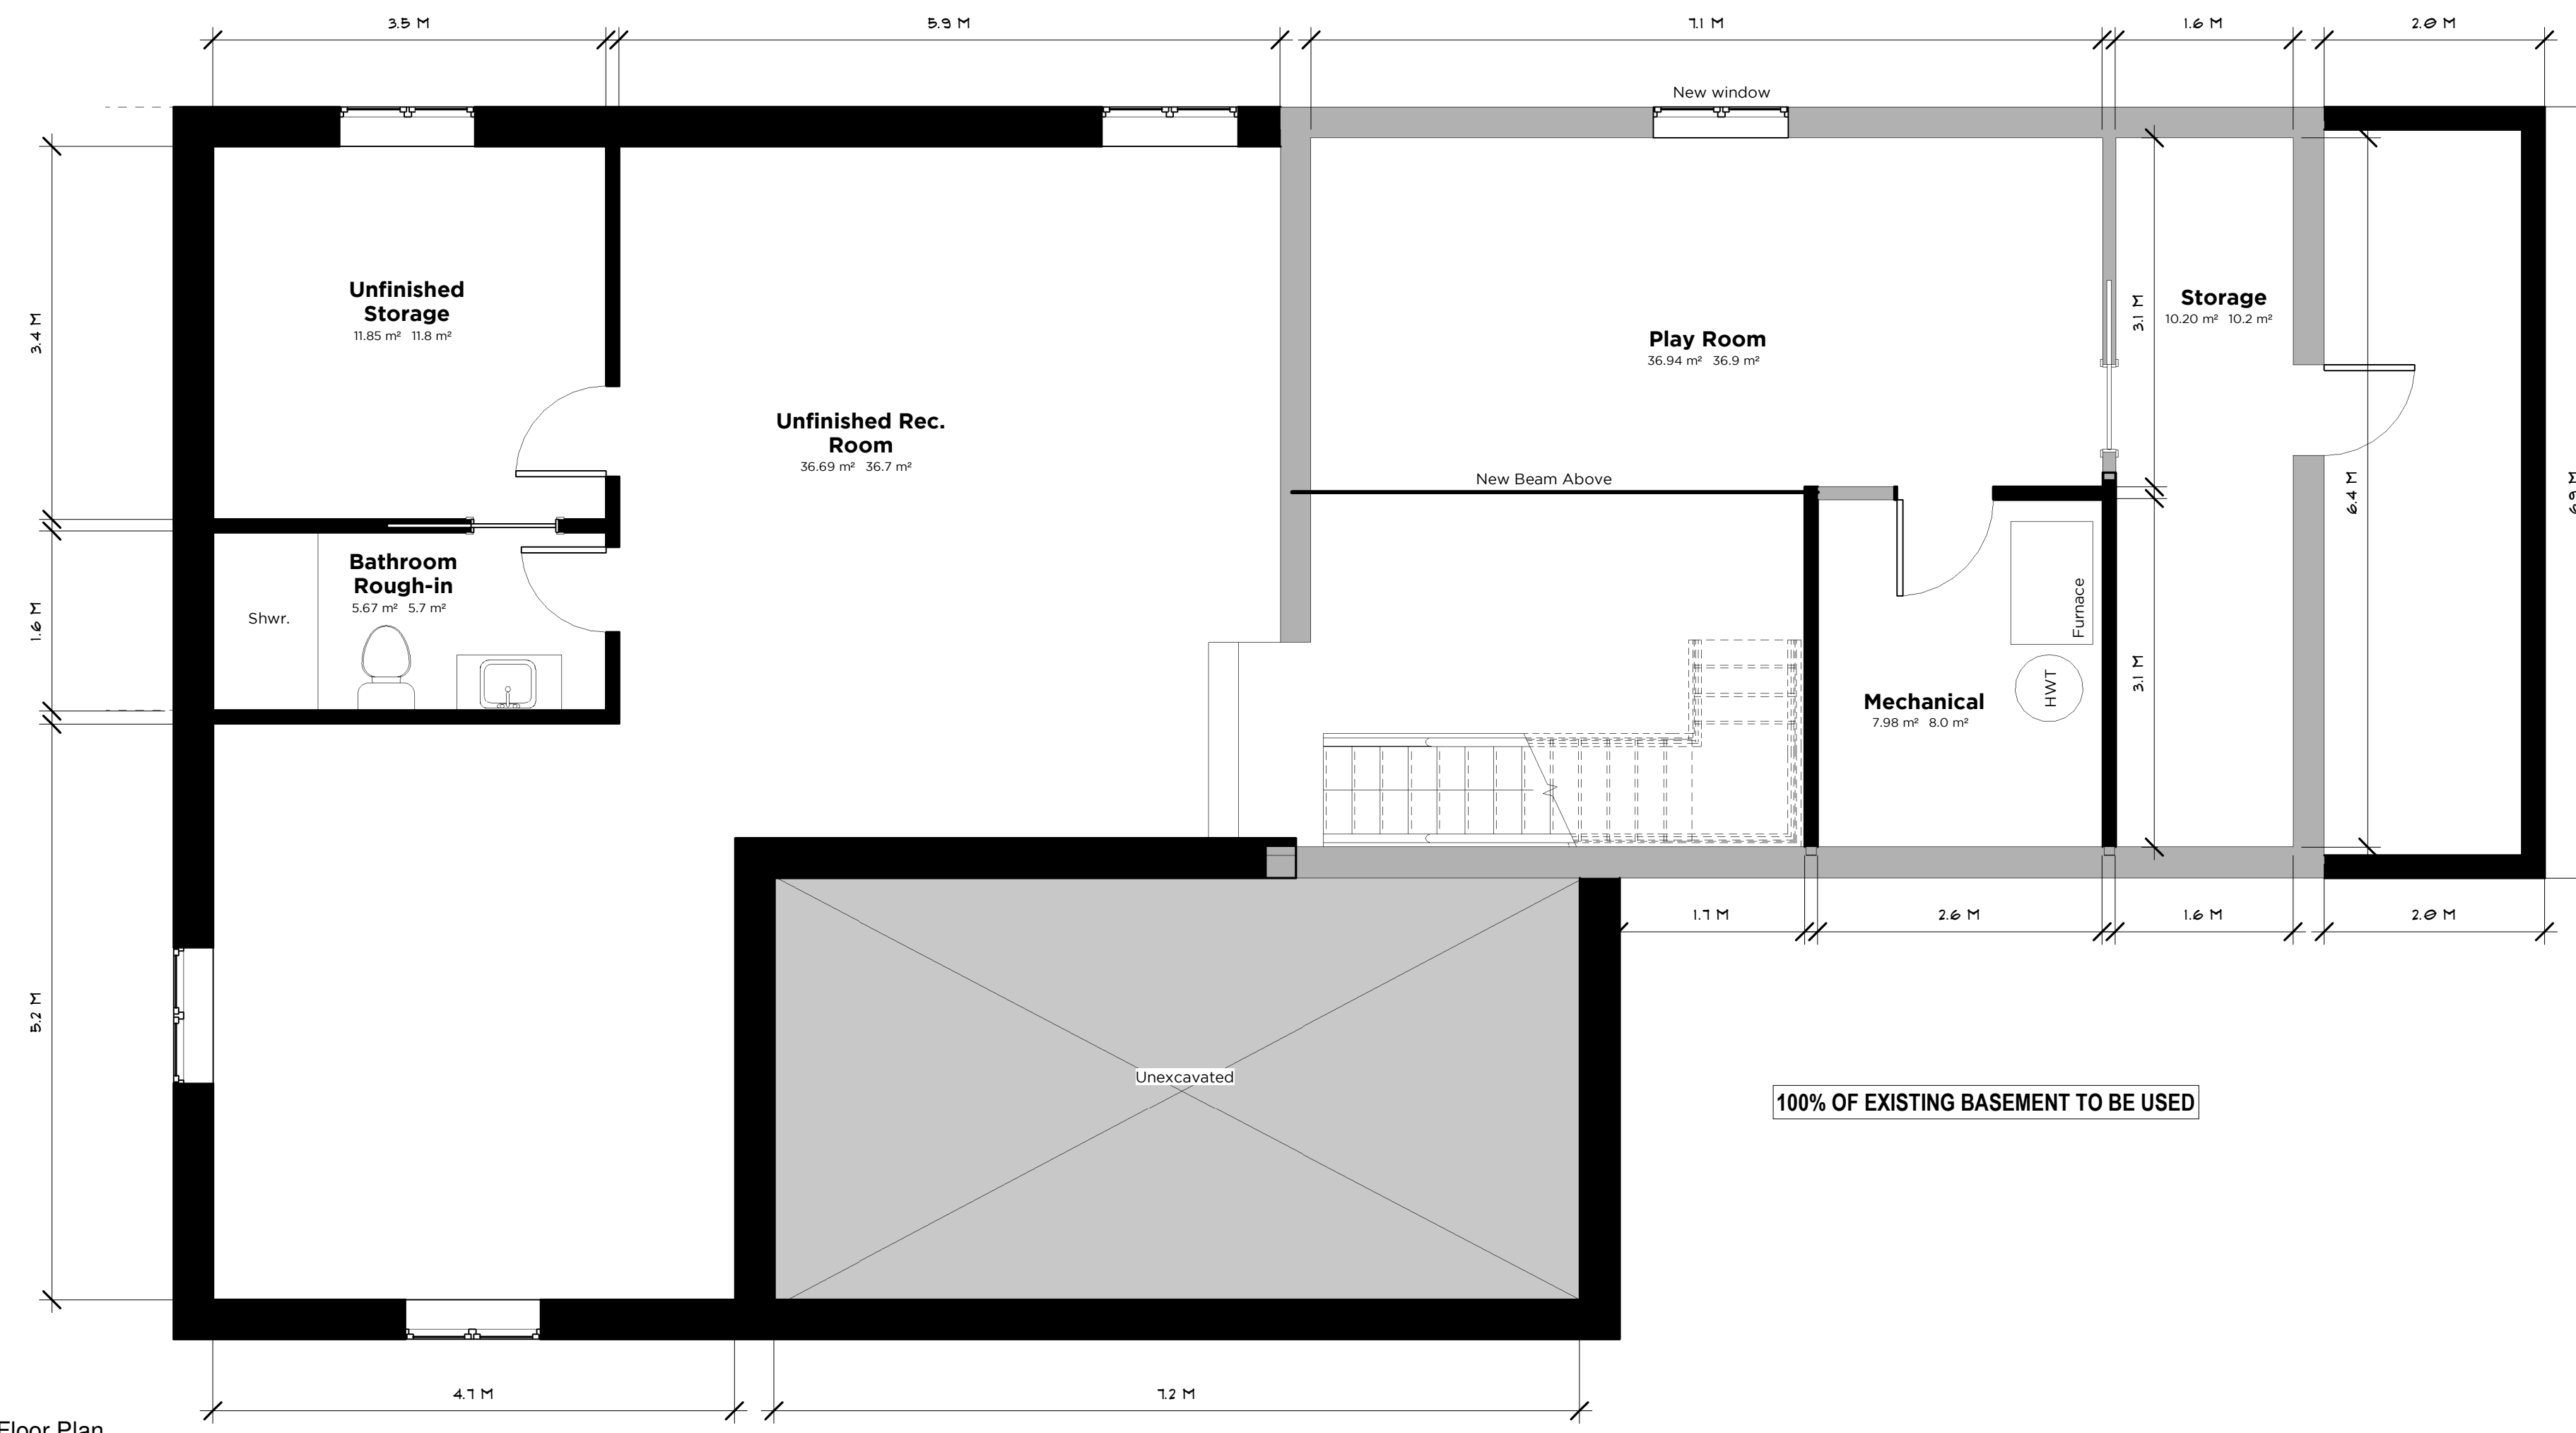 3.5 M
5.9 M
7.1 M
1.6 M
2.0 M
New window
3.4 M
1.6 M
5.2 M
Unfinished
Storage
11.85 m² 11.8 m²
Unfinished Rec.
Room
36.69 m² 36.7 m²
Play Room
36.94 m² 36.9 m²
3.1 M
Storage
10.20 m² 10.2 m²
New Beam Above
6.4 M
Bathroom
Rough-in
5.67 m² 5.7 m²
Shwr.
Furnace
HWT
Mechanical
7.98 m² 8.0 m²
3.1 M
1.7 M
2.6 M
1.6 M
2.0 M
Unexcavated
100% OF EXISTING BASEMENT TO BE USED
4.7 M
7.2 M
Floor Plan